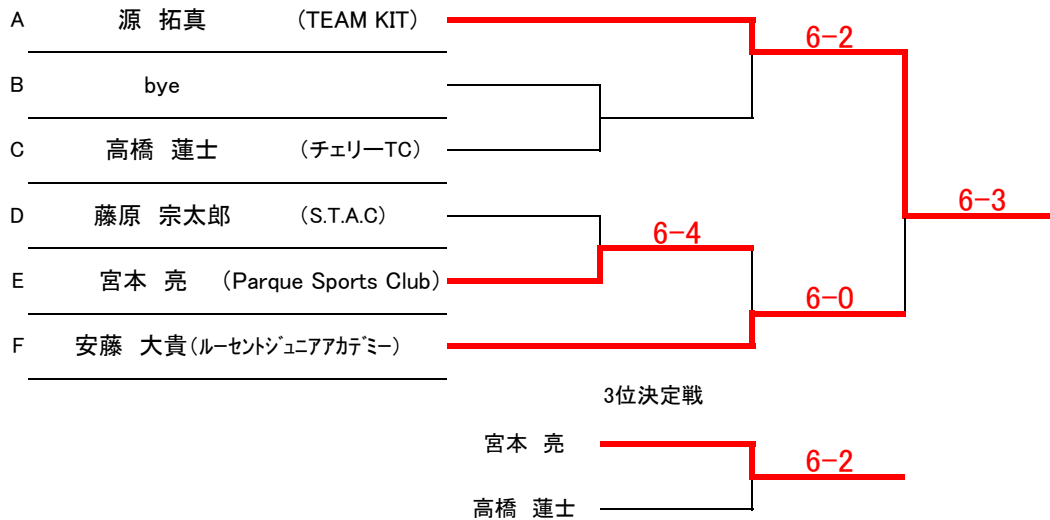 A 源 拓真 (TEAM KIT)
6-2
B bye
C 高橋 蓮士 (チェリーTC)
6-3
D 藤原 宗太郎 (S.T.A.C)
6-4
E 宮本 亮 (Parque Sports Club)
6-0
F 安藤 大貴(ルーセントジュニアアカデミー)
3位決定戦
宮本 亮
6-2
高橋 蓮士